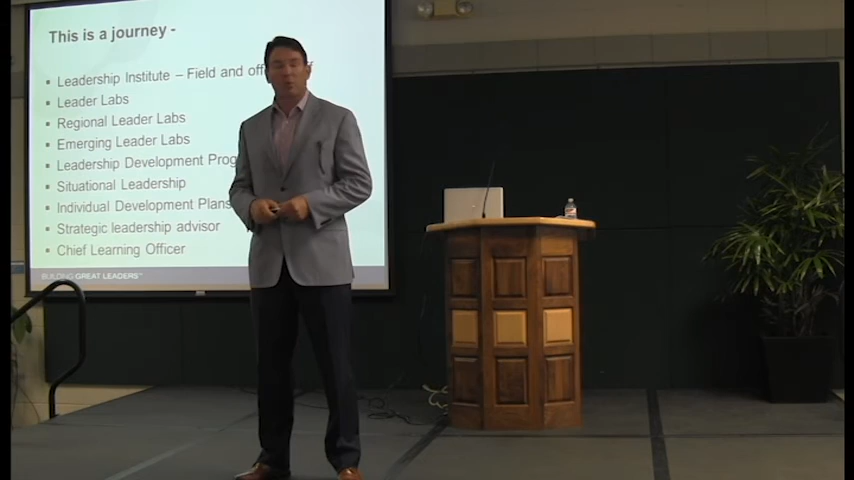 This is a journey -
▪ Leadership Institute – Field and off
▪ Leader Labs
▪ Regional Leader Labs
▪ Emerging Leader Labs
▪ Leadership Development Prog
▪ Situational Leadership
▪ Individual Development Plans
▪ Strategic leadership advisor
▪ Chief Learning Officer
BUILDING GREAT LEADERS™